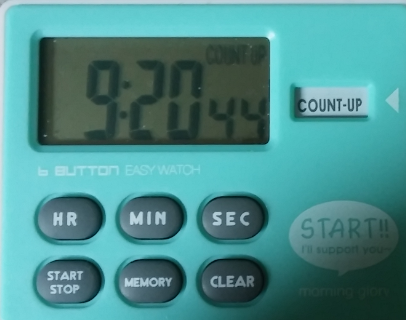 COUNT-UP
9:20 44
COUNT-UP
6 BUTTON EASY WATCH
HR MIN SEC
START!!
I'll support you~
START STOP
MEMORY
CLEAR
morning glory